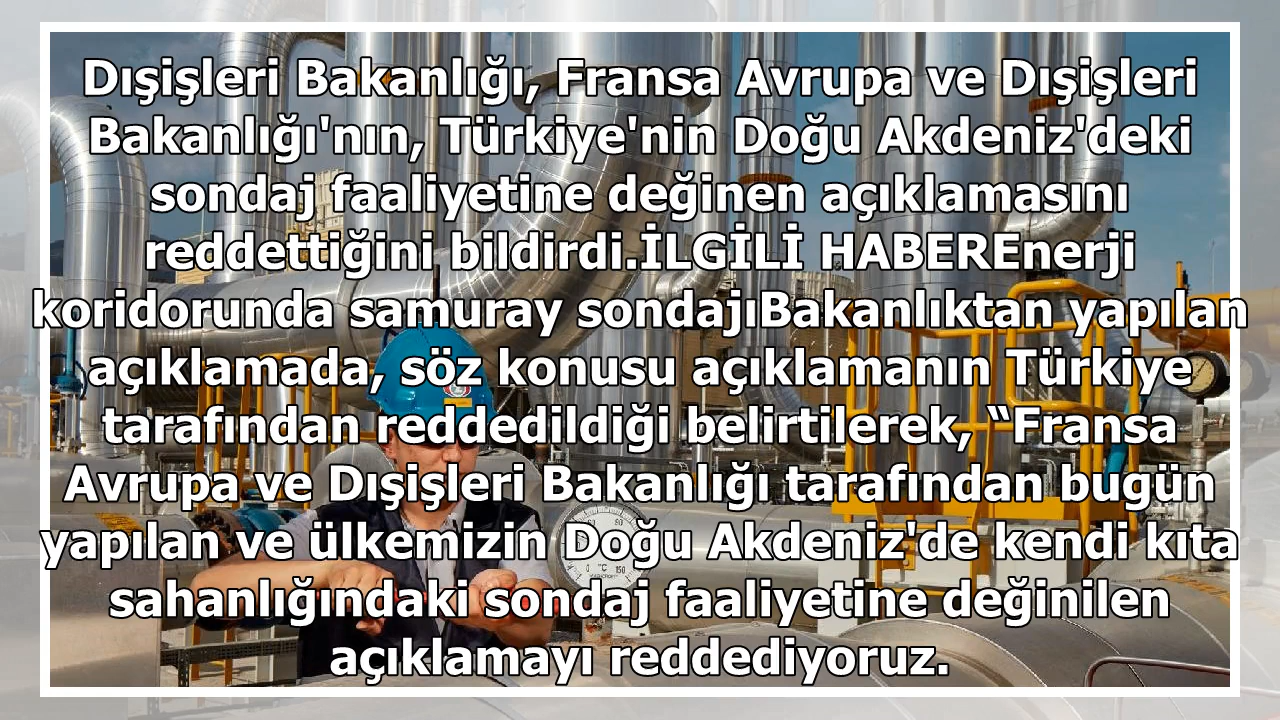 Dışişleri Bakanlığı, Fransa Avrupa ve Dışişleri
Bakanlığı'nın, Türkiye'nin Doğu Akdeniz'deki
sondaj faaliyetine değinen açıklamasını
reddettiğini bildirdi.İLGİLİ HABEREnerji
koridorunda samuray sondajıBakanlıktan yapılan
açıklamada, söz konusu açıklamanın Türkiye
tarafından reddedildiği belirtilerek, “Fransa
Avrupa ve Dışişleri Bakanlığı tarafından bugün
yapılan ve ülkemizin Doğu Akdeniz'de kendi kıta
sahanlığındaki sondaj faaliyetine değinilen
açıklamayı reddediyoruz.